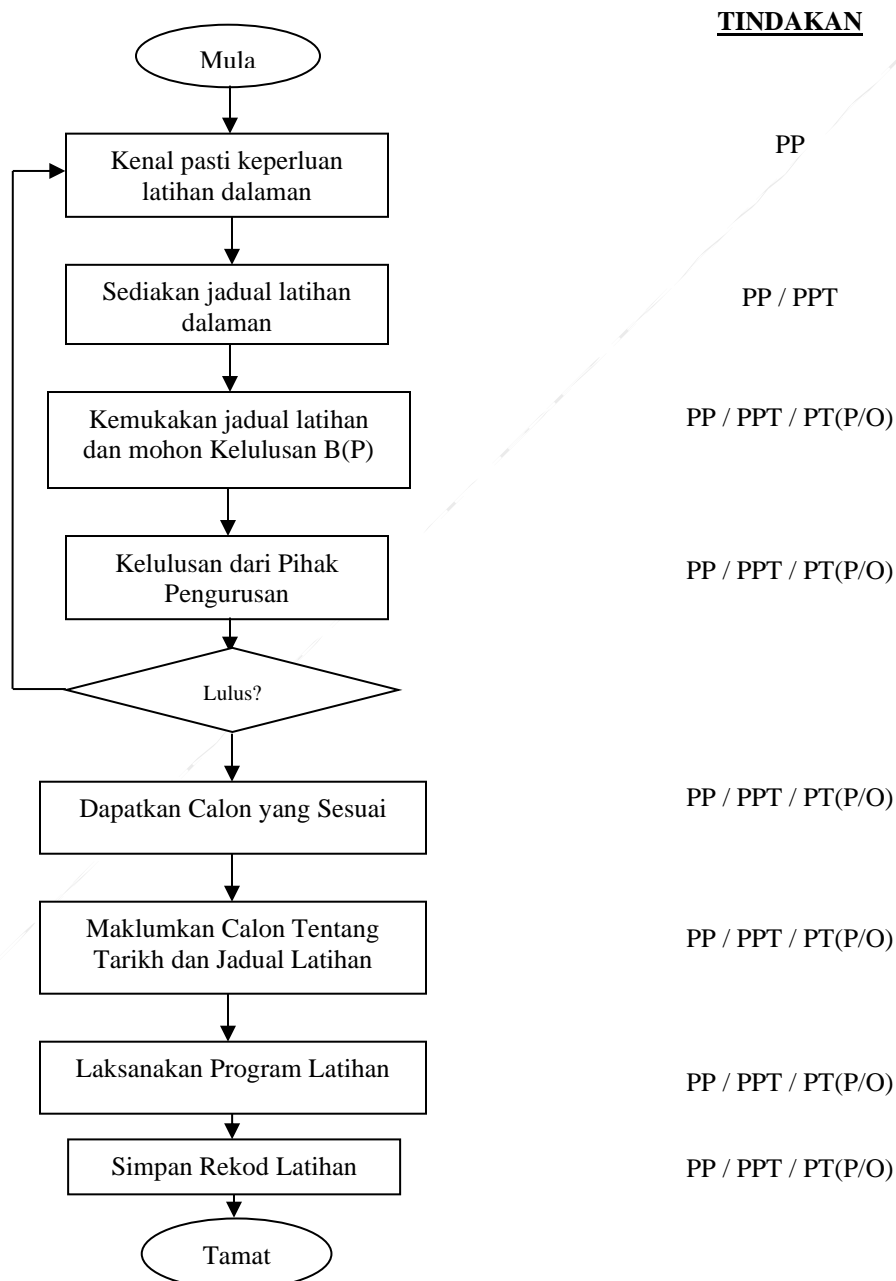 TINDAKAN
Mula
Kenal pasti keperluan
latihan dalaman
PP
Sediakan jadual latihan
dalaman
PP / PPT
Kemukakan jadual latihan
dan mohon Kelulusan B(P)
PP / PPT / PT(P/O)
Kelulusan dari Pihak
Pengurusan
PP / PPT / PT(P/O)
Lulus?
Dapatkan Calon yang Sesuai
PP / PPT / PT(P/O)
Maklumkan Calon Tentang
Tarikh dan Jadual Latihan
PP / PPT / PT(P/O)
Laksanakan Program Latihan
PP / PPT / PT(P/O)
Simpan Rekod Latihan
PP / PPT / PT(P/O)
Tamat